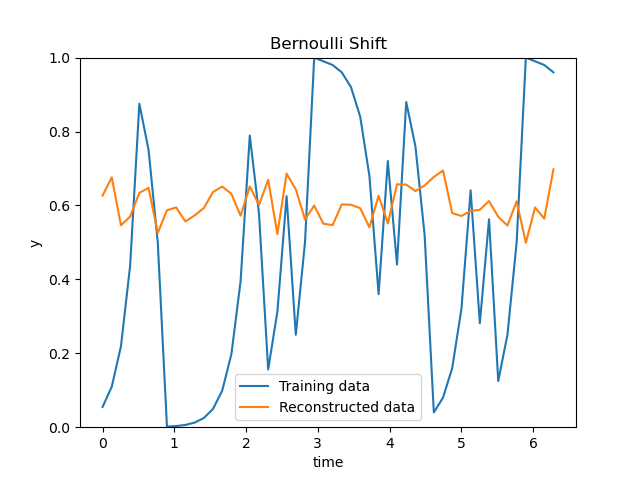 Bernoulli Shift
y
1.0
0.8
0.6
0.4
0.2
0.0
0 1 2 3 4 5 6
time
Training data
Reconstructed data